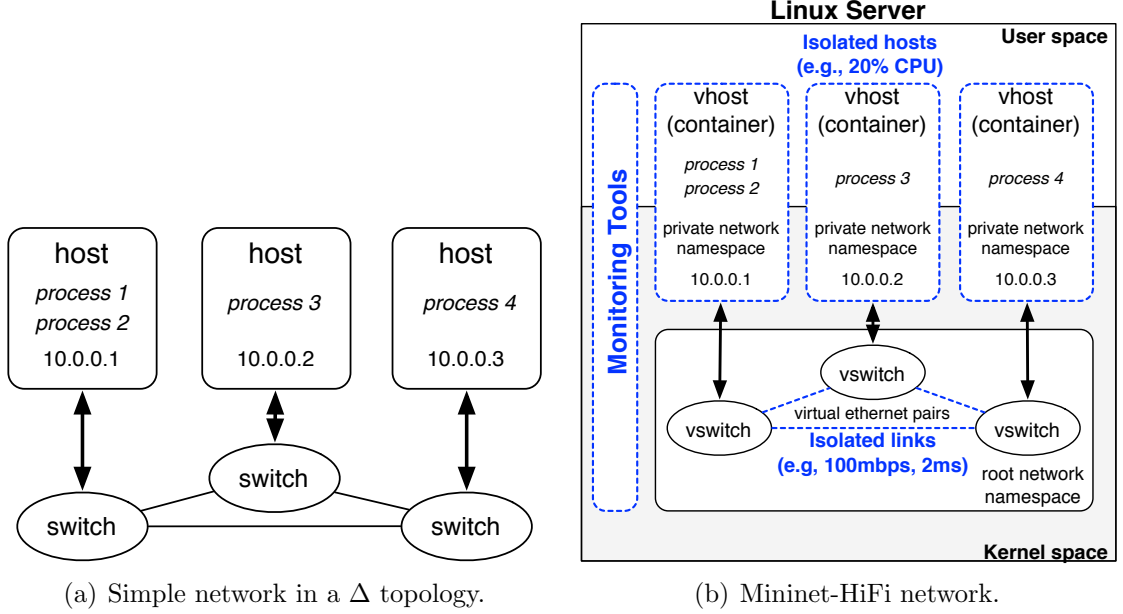 host
process 1
process 2
10.0.0.1
host
process 3
10.0.0.2
host
process 4
10.0.0.3
switch
switch
switch
(a) Simple network in a Δ topology.
Linux Server
User space
Isolated hosts
(e.g., 20% CPU)
Monitoring Tools
vhost
(container)
process 1
process 2
private network
namespace
10.0.0.1
vhost
(container)
process 3
private network
namespace
10.0.0.2
vhost
(container)
process 4
private network
namespace
10.0.0.3
vswitch
virtual ethernet pairs
vswitch
vswitch
Isolated links
(e.g, 100mbps, 2ms)
root network
namespace
Kernel space
(b) Mininet-HiFi network.